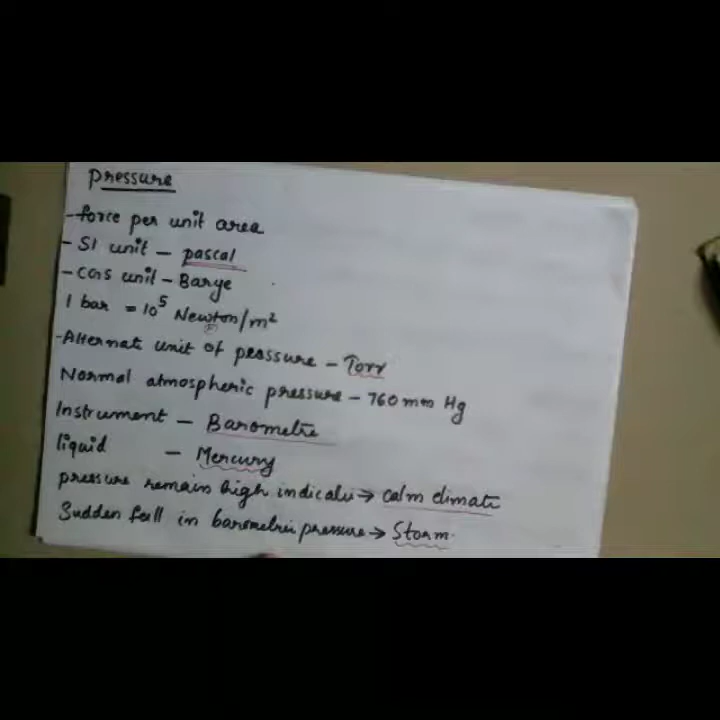 Pressure
- force per unit area
- SI unit - pascal
- CGS unit - Barye
1 bar = 10⁵ Newton/m²
- Alternat unit of peassure - Torr
Normal atmospheric pressure - 760 mm Hg
Instrument - Barometre
liquid - Mercury
pressure remain high indicate → calm climate
Sudden fall in barometric pressure → Storm.